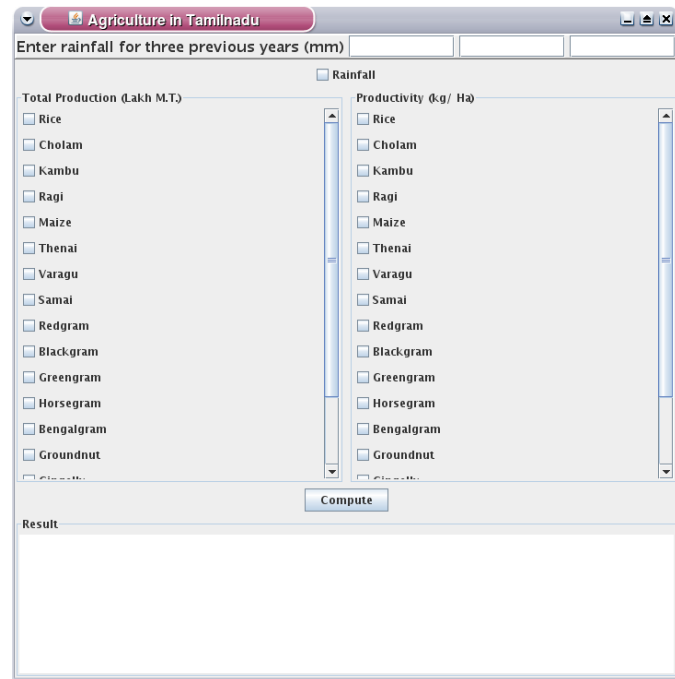 Agriculture in Tamilnadu
Enter rainfall for three previous years (mm)
Rainfall
Total Production (Lakh M.T.)
Rice
Cholam
Kambu
Ragi
Maize
Thenai
Varagu
Samai
Redgram
Blackgram
Greengram
Horsegram
Bengalgram
Groundnut
Productivity (kg/ Ha)
Rice
Cholam
Kambu
Ragi
Maize
Thenai
Varagu
Samai
Redgram
Blackgram
Greengram
Horsegram
Bengalgram
Groundnut
Compute
Result